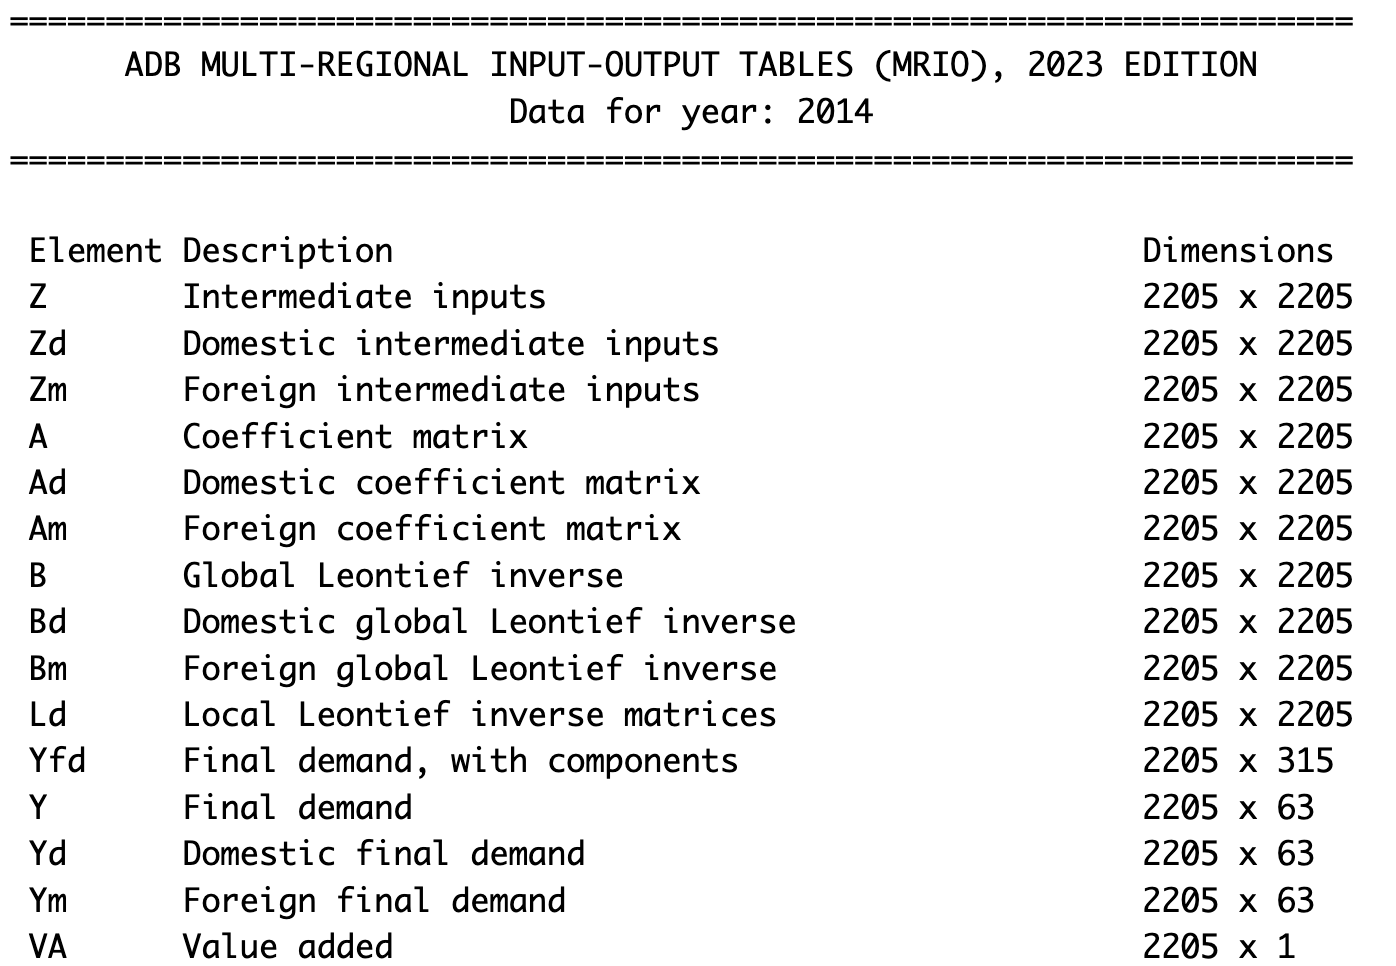 ======================================================================
ADB MULTI-REGIONAL INPUT-OUTPUT TABLES (MRIO), 2023 EDITION
Data for year: 2014
======================================================================
Element Description Dimensions
Z Intermediate inputs 2205 x 2205
Zd Domestic intermediate inputs 2205 x 2205
Zm Foreign intermediate inputs 2205 x 2205
A Coefficient matrix 2205 x 2205
Ad Domestic coefficient matrix 2205 x 2205
Am Foreign coefficient matrix 2205 x 2205
B Global Leontief inverse 2205 x 2205
Bd Domestic global Leontief inverse 2205 x 2205
Bm Foreign global Leontief inverse 2205 x 2205
Ld Local Leontief inverse matrices 2205 x 2205
Yfd Final demand, with components 2205 x 315
Y Final demand 2205 x 63
Yd Domestic final demand 2205 x 63
Ym Foreign final demand 2205 x 63
VA Value added 2205 x 1